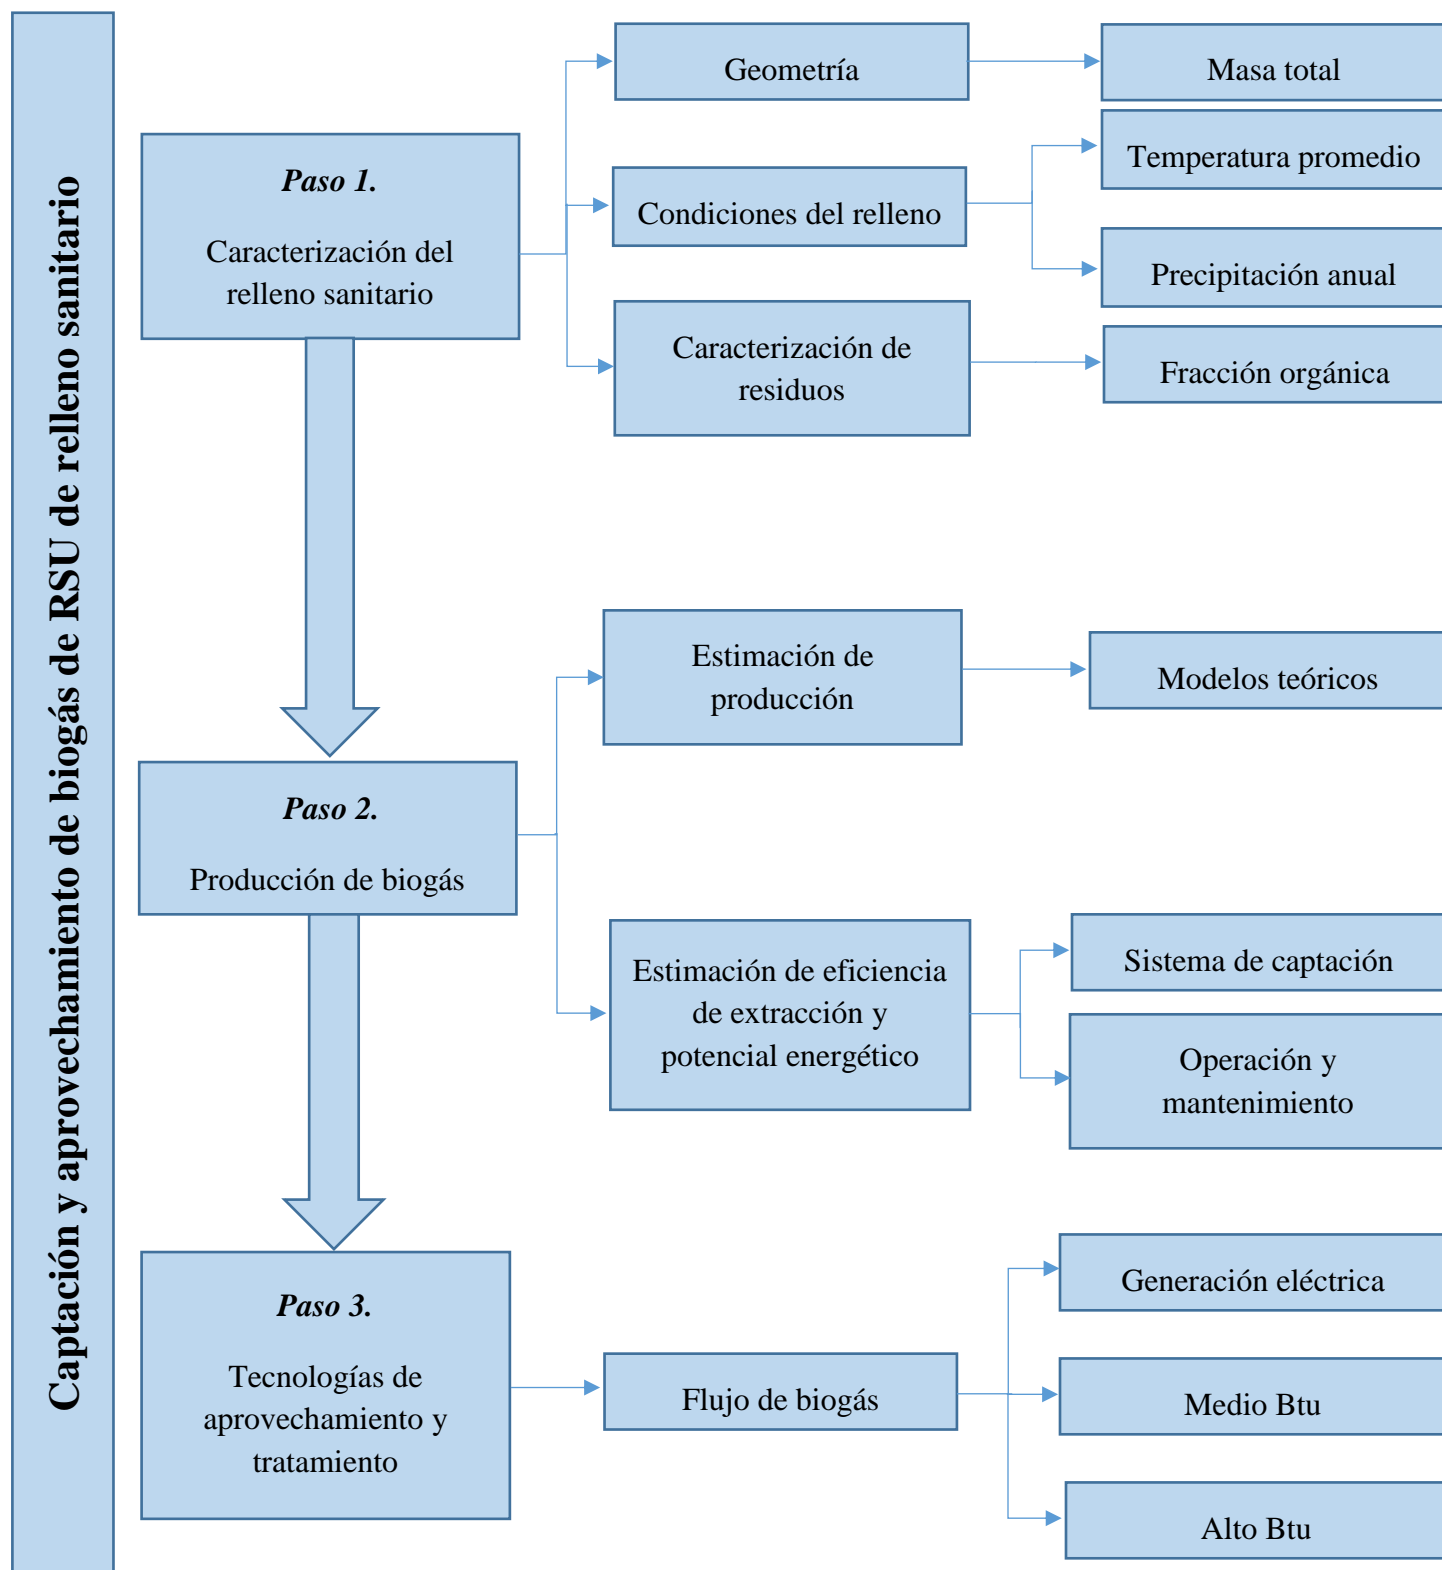 Captación y aprovechamiento de biogás de RSU de relleno sanitario
Paso 1.
Caracterización del
relleno sanitario
Geometría
Masa total
Condiciones del relleno
Temperatura promedio
Precipitación anual
Caracterización de
residuos
Fracción orgánica
Paso 2.
Producción de biogás
Estimación de
producción
Modelos teóricos
Estimación de eficiencia
de extracción y
potencial energético
Sistema de captación
Operación y
mantenimiento
Paso 3.
Tecnologías de
aprovechamiento y
tratamiento
Flujo de biogás
Generación eléctrica
Medio Btu
Alto Btu